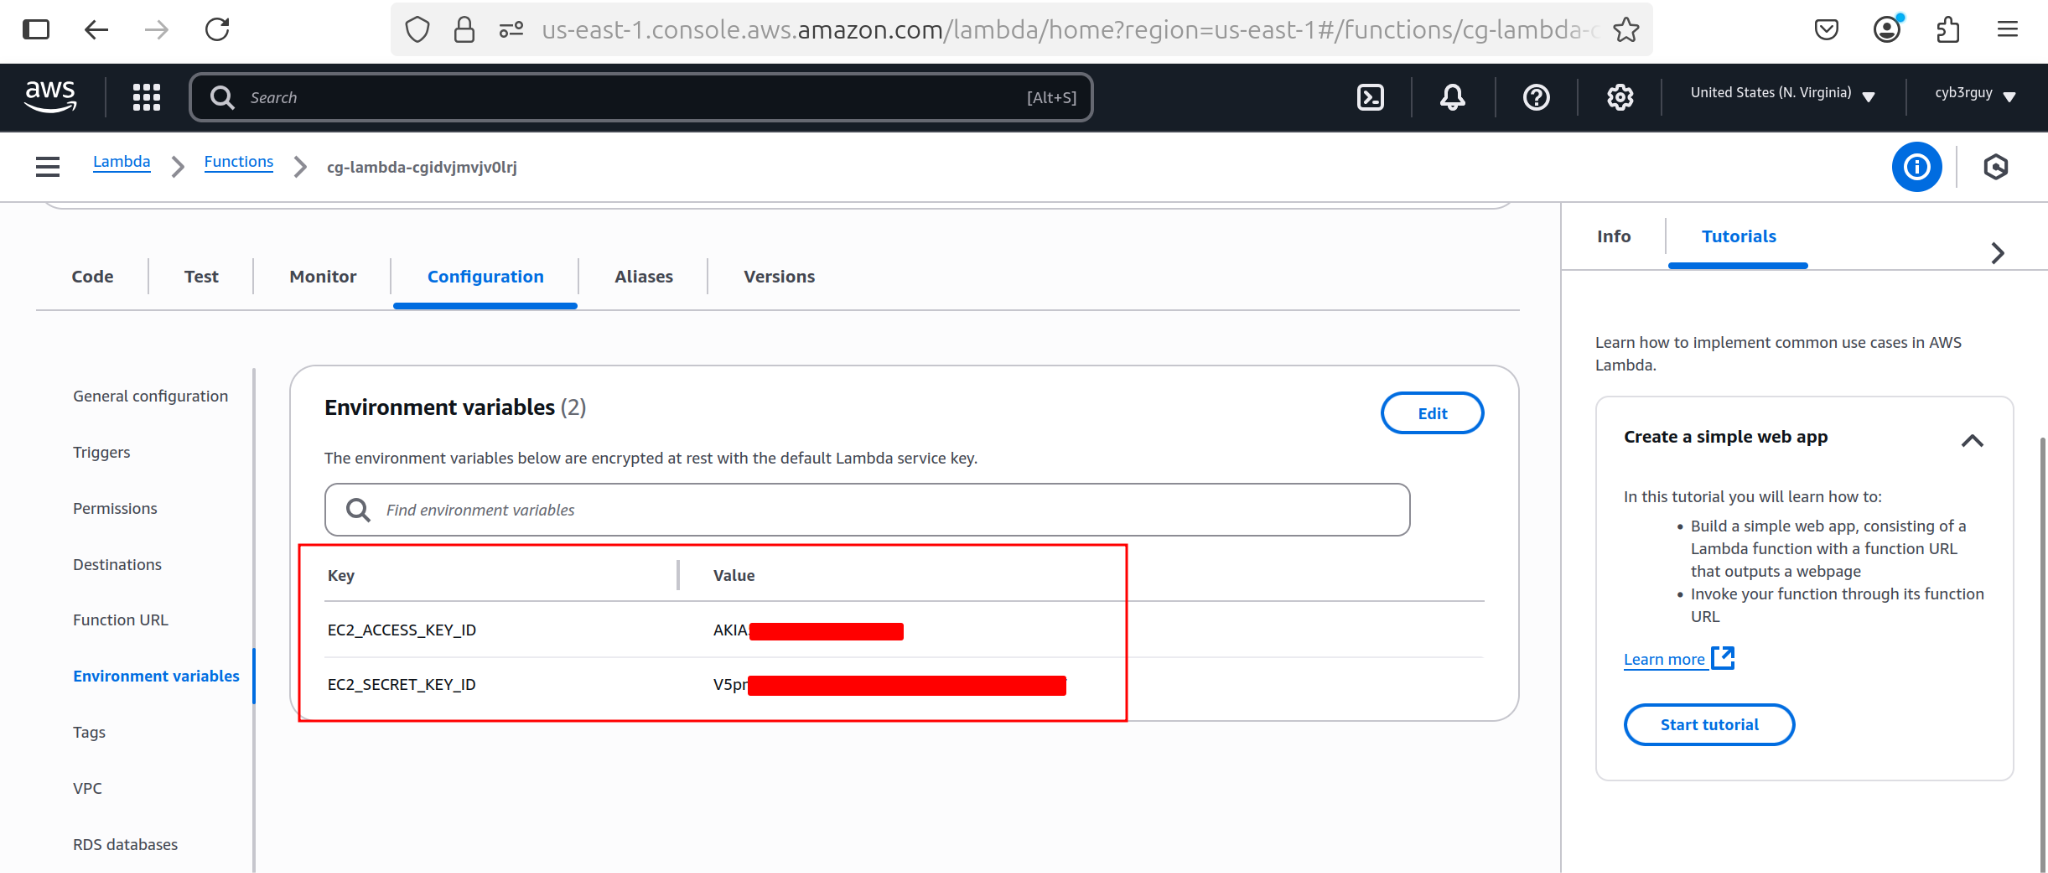 us-east-1.console.aws.amazon.com/lambda/home?region=us-east-1#/functions/cg-lambda-c
aws
Search [Alt+S]
United States (N. Virginia)
cyb3rguy
Lambda
Functions
cg-lambda-cgidvjmvjv0lrj
Code
Test
Monitor
Configuration
Aliases
Versions
General configuration
Triggers
Permissions
Destinations
Function URL
Environment variables
Tags
VPC
RDS databases
Environment variables (2)
Edit
The environment variables below are encrypted at rest with the default Lambda service key.
Find environment variables
Key Value
EC2_ACCESS_KEY_ID AKIA
EC2_SECRET_KEY_ID V5pr
Info
Tutorials
Learn how to implement common use cases in AWS
Lambda.
Create a simple web app
In this tutorial you will learn how to:
• Build a simple web app, consisting of a
Lambda function with a function URL
that outputs a webpage
• Invoke your function through its function
URL
Learn more
Start tutorial